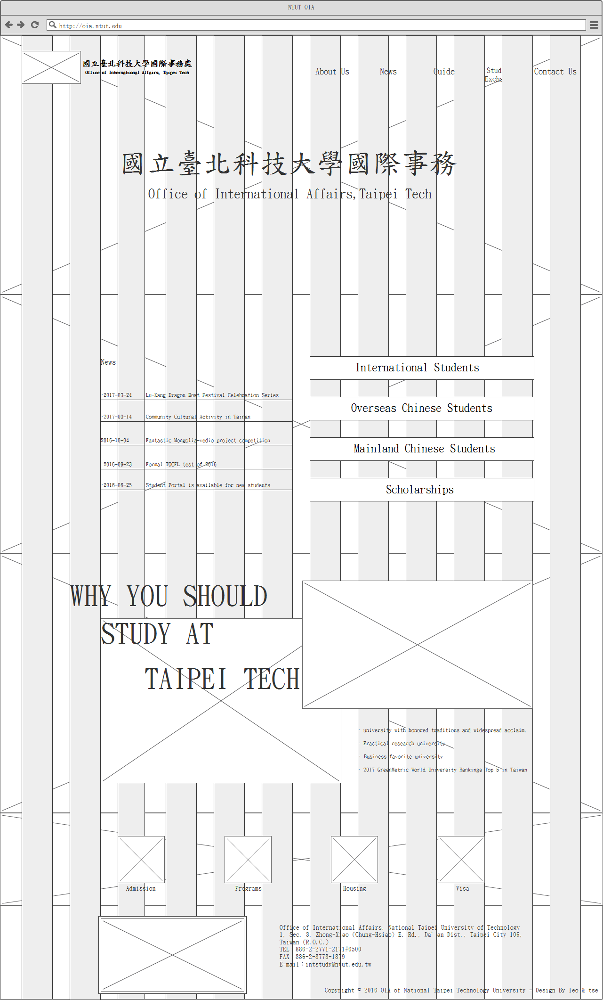 NTUT OIA
http://oia.ntut.edu
國立臺北科技大學國際事務處
Office of International Affairs, Taipei Tech
About Us
News
Guide
Contact Us
國立臺北科技大學國際事務
Office of International Affairs,Taipei Tech
News
·2017-03-24 Lu-Kang Dragon Boat Festival Celebration Series
·2017-03-14 Community Cultural Activity in Tainan
2016-10-04 Fantastic Mongolia-vedio project competition
·2016-09-23 Formal TOCFL test of 2016
·2016-08-25 Student Portal is available for new students
International Students
Overseas Chinese Students
Mainland Chinese Students
Scholarships
WHY YOU SHOULD
STUDY AT
TAIPEI TECH
· university with honored traditions and widespread acclaim.
· Practical research university
· Business favorite university
· 2017 GreenMetric World University Rankings Top 5 in Taiwan
Admission
Programs
Housing
Visa
Office of International Affairs, National Taipei University of Technology
1, Sec. 3, Zhong-Xiao (Chung-Hsiao) E. Rd., Da’an Dist., Taipei City 106,
Taiwan (R.O.C.)
TEL：886-2-2771-2171#6500
FAX：886-2-8773-1879
E-mail：intstudy@ntut.edu.tw
Copyright © 2016 OIA of National Taipei Technology University - Design By leo & tse